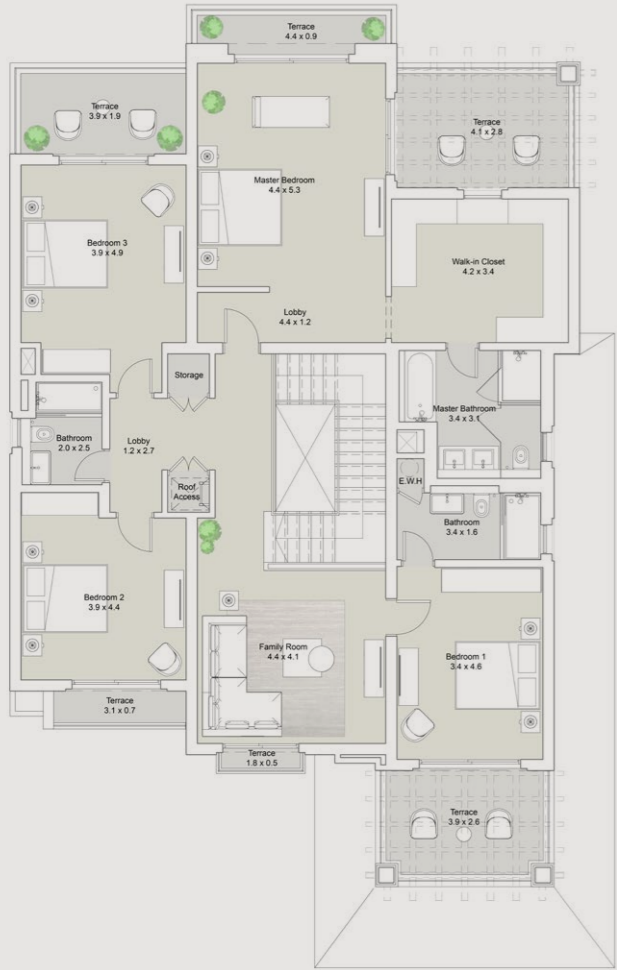 Terrace
4.4 x 0.9
Terrace
3.9 x 1.9
Terrace
4.1 x 2.8
Master Bedroom
4.4 x 5.3
Bedroom 3
3.9 x 4.9
Walk-in Closet
4.2 x 3.4
Lobby
4.4 x 1.2
Storage
Master Bathroom
3.4 x 3.1
Bathroom
2.0 x 2.5
Lobby
1.2 x 2.7
Roof
Access
E.W.H
Bathroom
3.4 x 1.6
Bedroom 2
3.9 x 4.4
Family Room
4.4 x 4.1
Bedroom 1
3.4 x 4.6
Terrace
3.1 x 0.7
Terrace
1.8 x 0.5
Terrace
3.9 x 2.6